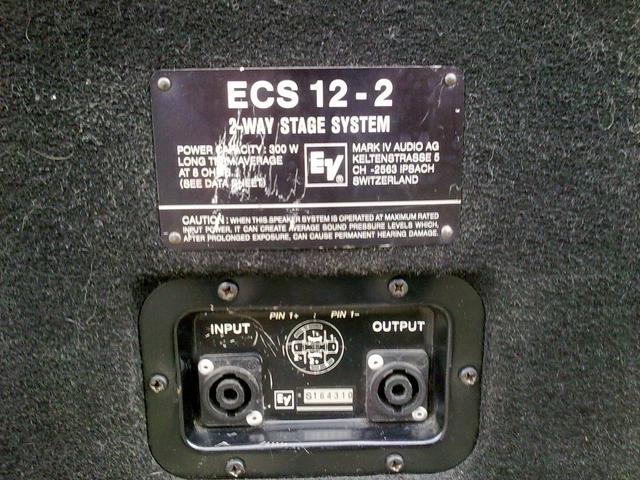 ECS 12-2
2-WAY STAGE SYSTEM
POWER CAPACITY: 300 W
LONG TERM AVERAGE
AT 8 OHMS
(SEE DATA SHEET)
EV®
MARK IV AUDIO AG
KELTENSTRASSE 5
CH -2563 IPSACH
SWITZERLAND
CAUTION: WHEN THIS SPEAKER SYSTEM IS OPERATED AT MAXIMUM RATED
INPUT POWER, IT CAN CREATE AVERAGE SOUND PRESSURE LEVELS WHICH,
AFTER PROLONGED EXPOSURE, CAN CAUSE PERMANENT HEARING DAMAGE.
PIN 1+ / PIN 1-
INPUT
OUTPUT
EV
S184310